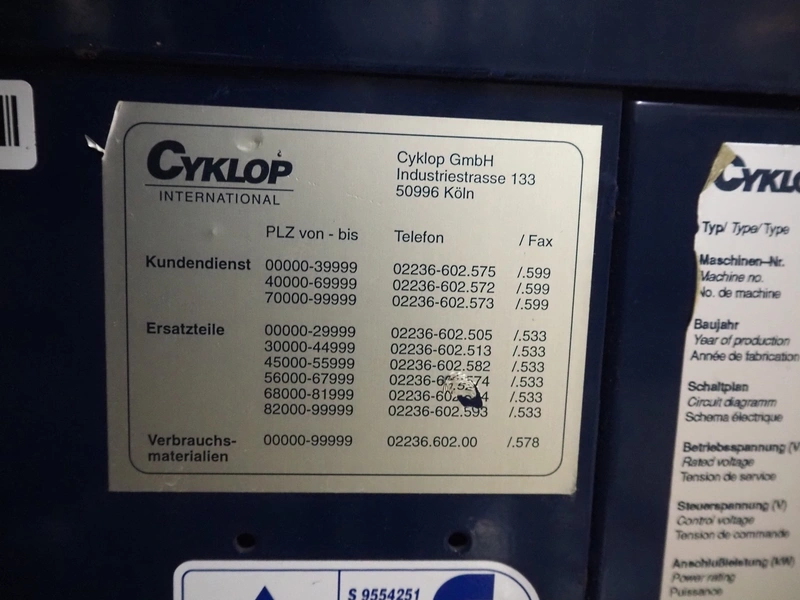 CYKLOP
INTERNATIONAL
Cyklop GmbH
Industriestrasse 133
50996 Köln
PLZ von - bis Telefon / Fax
Kundendienst 00000-39999 02236-602.575 /.599
40000-69999 02236-602.572 /.599
70000-99999 02236-602.573 /.599
Ersatzteile 00000-29999 02236-602.505 /.533
30000-44999 02236-602.513 /.533
45000-55999 02236-602.582 /.533
56000-67999 /.533
68000-81999 /.533
82000-99999 02236-602.593 /.533
Verbrauchs- 00000-99999 02236.602.00 /.578
materialien
S 9554251
Typ/ Type/ Type
Maschinen-Nr.
Machine no.
No. de machine
Baujahr
Year of production
Année de fabrication
Schaltplan
Circuit diagramm
Schema électrique
Betriebsspannung
Rated voltage
Tension de service
Steuerspannung (V)
Control voltage
Tension de commande
Anschlußleistung (kW)
Power rating
Puissance